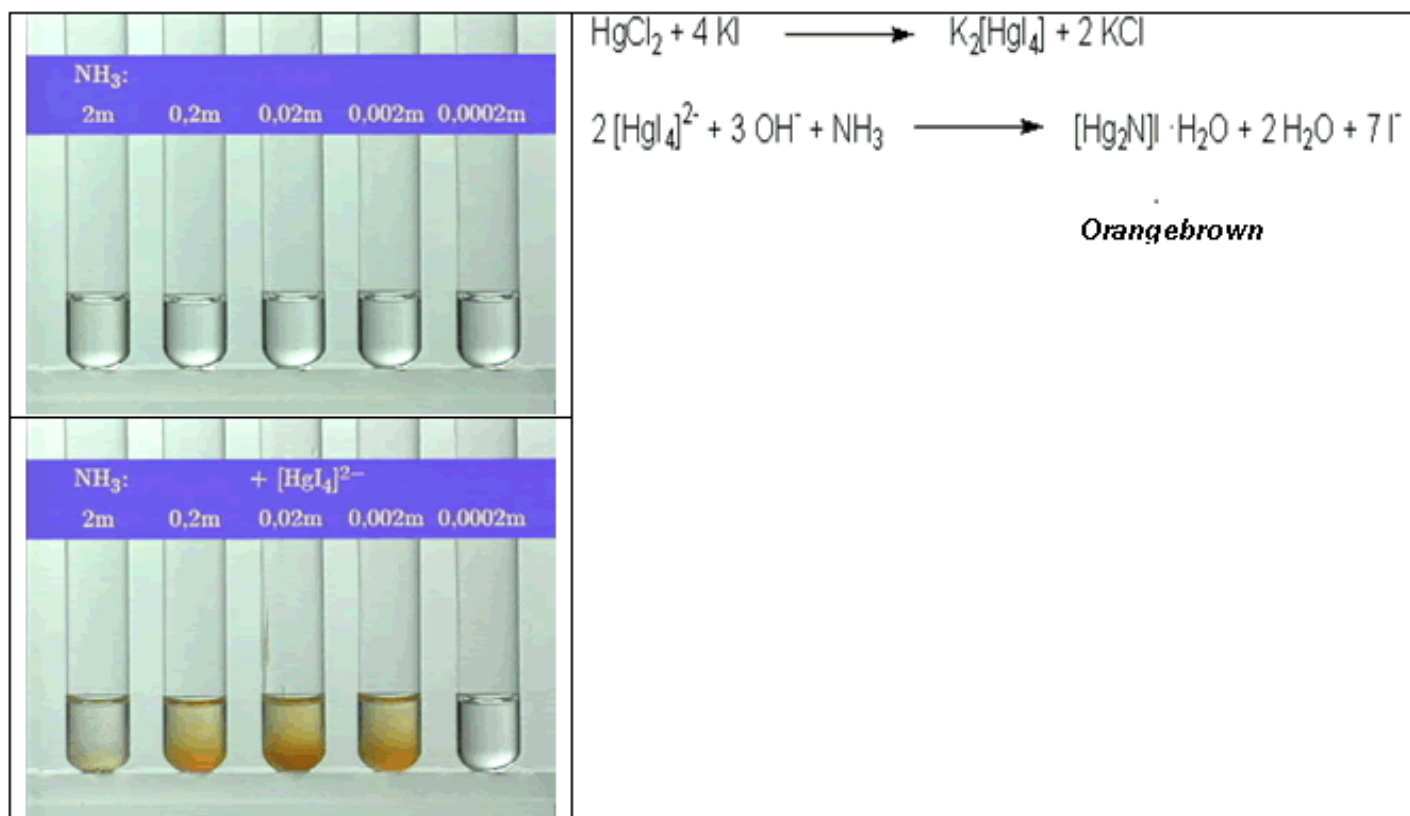 NH₃:
2m 0,2m 0,02m 0,002m 0,0002m
HgCl₂ + 4 KI ⟶ K₂[HgI₄] + 2 KCl
2 [HgI₄]²⁻ + 3 OH⁻ + NH₃ ⟶ [Hg₂N]I ·H₂O + 2 H₂O + 7 I⁻
Orangebrown
NH₃: + [HgI₄]²⁻
2m 0,2m 0,02m 0,002m 0,0002m